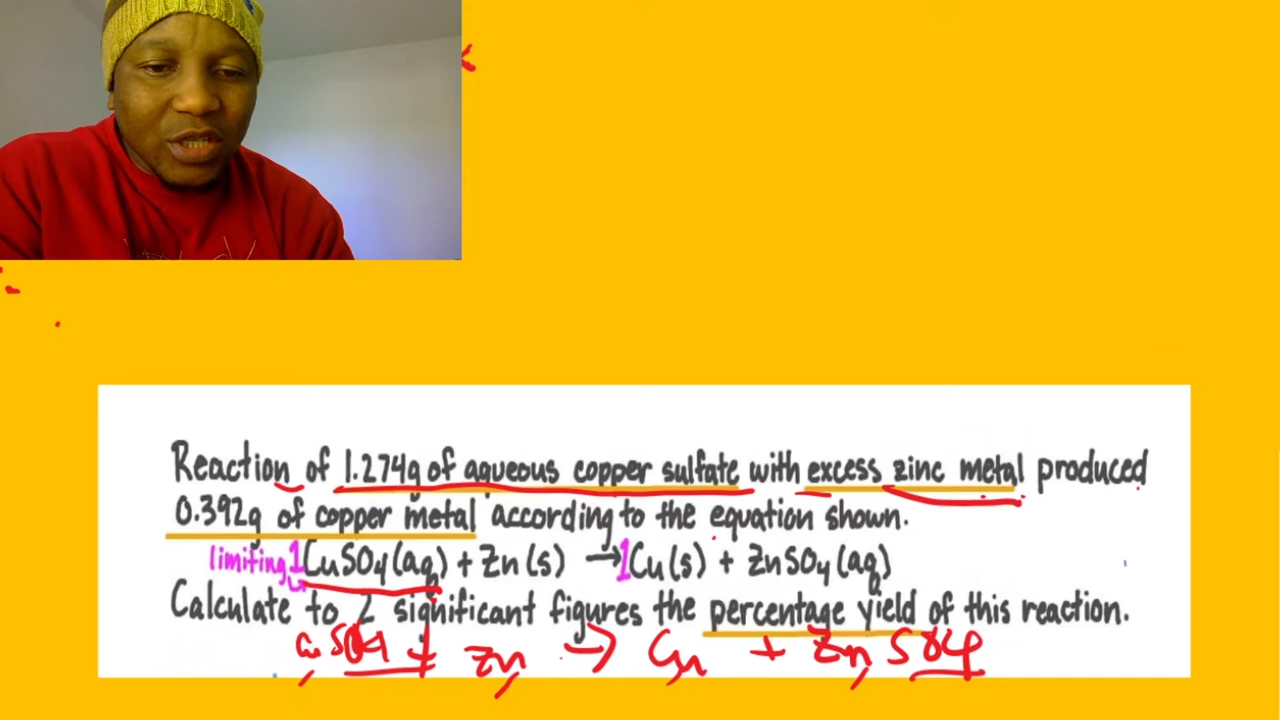 Reaction of 1.274g of aqueous copper sulfate with excess zinc metal produced
0.392g of copper metal according to the equation shown.
limiting 1CuSO₄(aq) + Zn(s) → 1Cu(s) + ZnSO₄(aq)
Calculate to 2 significant figures the percentage yield of this reaction.
CuSO4 + Zn → Cu + ZnSO4